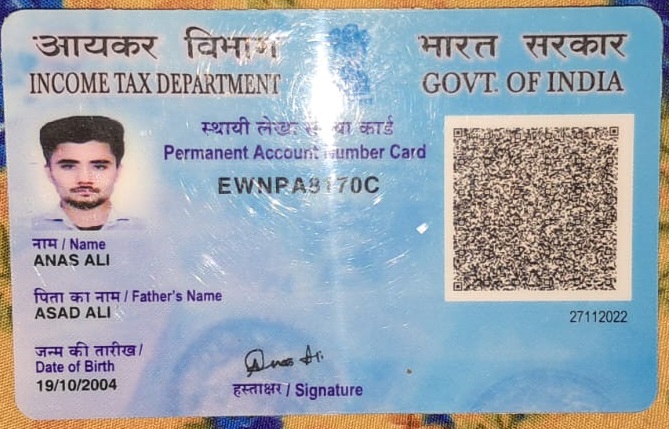 आयकर विभाग
INCOME TAX DEPARTMENT
भारत सरकार
GOVT. OF INDIA
स्थायी लेखा कार्ड
Permanent Account Number Card
नाम / Name
ANAS ALI
पिता का नाम / Father's Name
ASAD ALI
जन्म की तारीख /
Date of Birth
19/10/2004
हस्ताक्षर / Signature
27112022